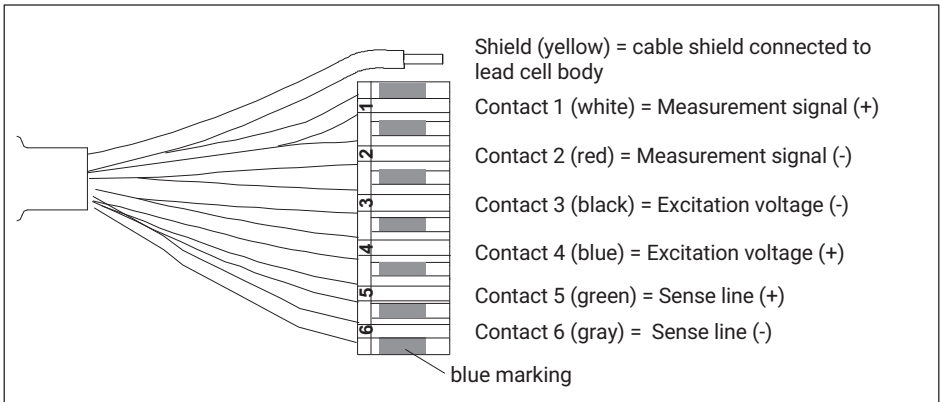 Shield (yellow) = cable shield connected to
lead cell body
1
Contact 1 (white) = Measurement signal (+)
2
Contact 2 (red) = Measurement signal (-)
3
Contact 3 (black) = Excitation voltage (-)
4
Contact 4 (blue) = Excitation voltage (+)
5
Contact 5 (green) = Sense line (+)
6
Contact 6 (gray) = Sense line (-)
blue marking